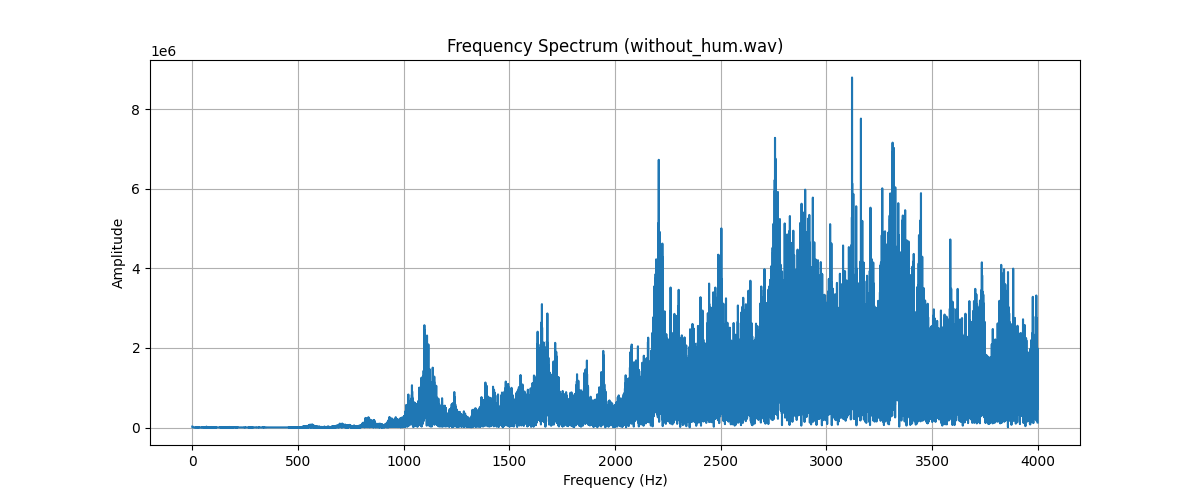 Frequency Spectrum (without_hum.wav)
1e6
8
6
4
2
0
Amplitude
0 500 1000 1500 2000 2500 3000 3500 4000
Frequency (Hz)